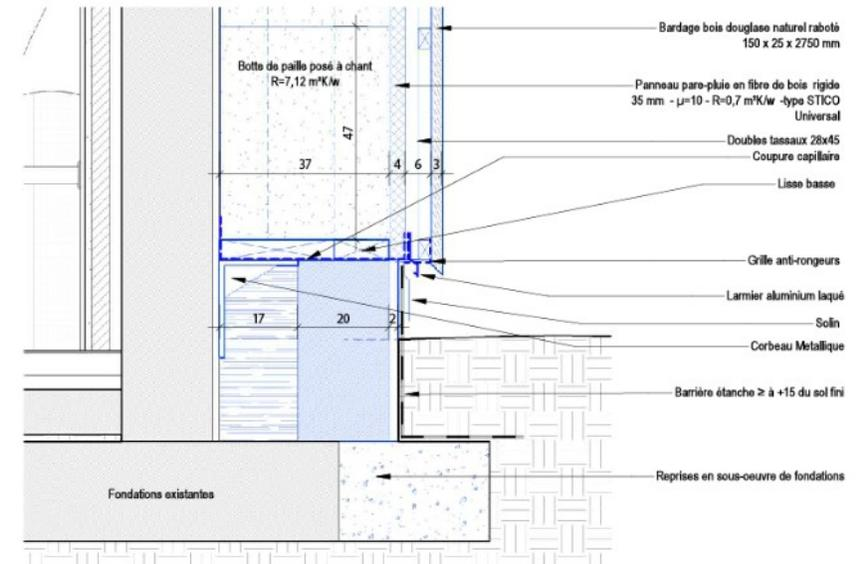 Bardage bois douglase naturel raboté
150 x 25 x 2750 mm
Botte de paille posé à chant
R=7,12 m²K/w
Panneau pare-pluie en fibre de bois rigide
35 mm - µ=10 - R=0,7 m²K/w -type STICO
Universal
47
Doubles tassaux 28x45
Coupure capillaire
37
4
6
3
Lisse basse
Grille anti-rongeurs
Larmier aluminium laqué
17
20
2
Solin
Corbeau Metallique
Barrière étanche ≥ à +15 du sol fini
Reprises en sous-oeuvre de fondations
Fondations existantes